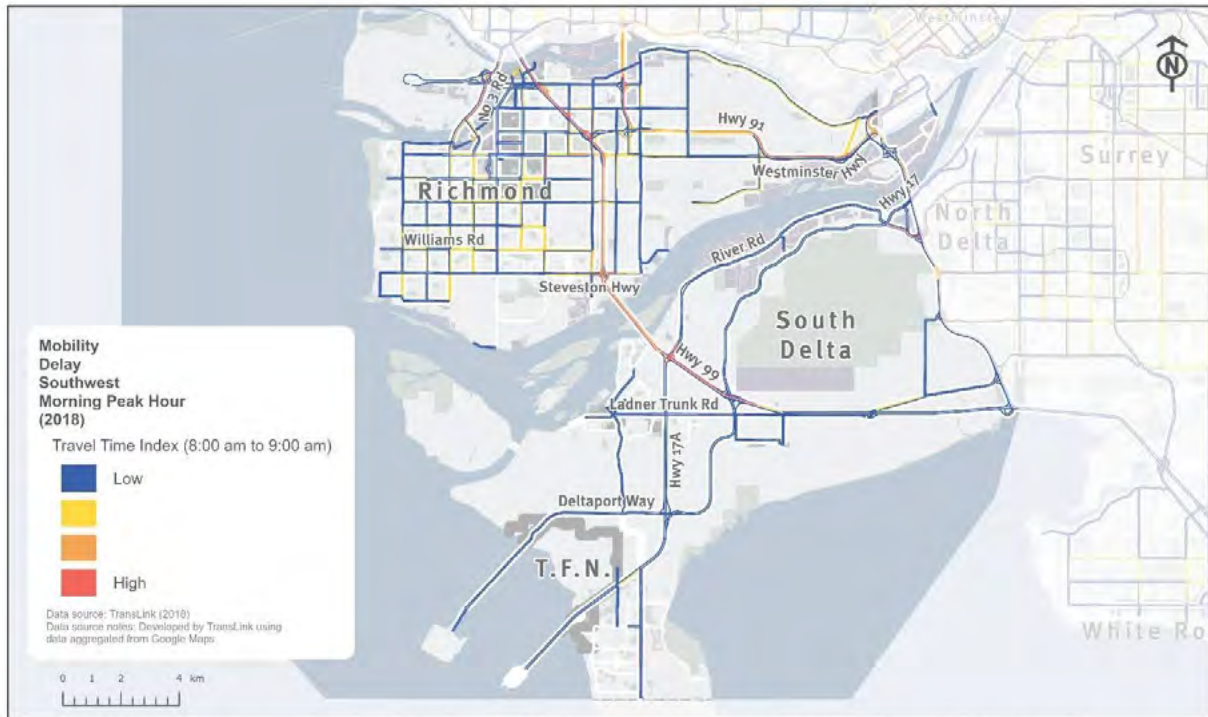 Westminster
N
No 3 Rd
Hwy 91
Westminster Hwy
Surrey
Richmond
Hwy 17
North
Delta
River Rd
Williams Rd
Steveston Hwy
South
Delta
Hwy 99
Ladner Trunk Rd
Hwy 17A
Deltaport Way
T.F.N.
White Ro
Mobility
Delay
Southwest
Morning Peak Hour
(2018)
Travel Time Index (8:00 am to 9:00 am)
Low
High
Data source: TransLink (2018)
Data source notes: Developed by TransLink using
data aggregated from Google Maps
0 1 2 4 km